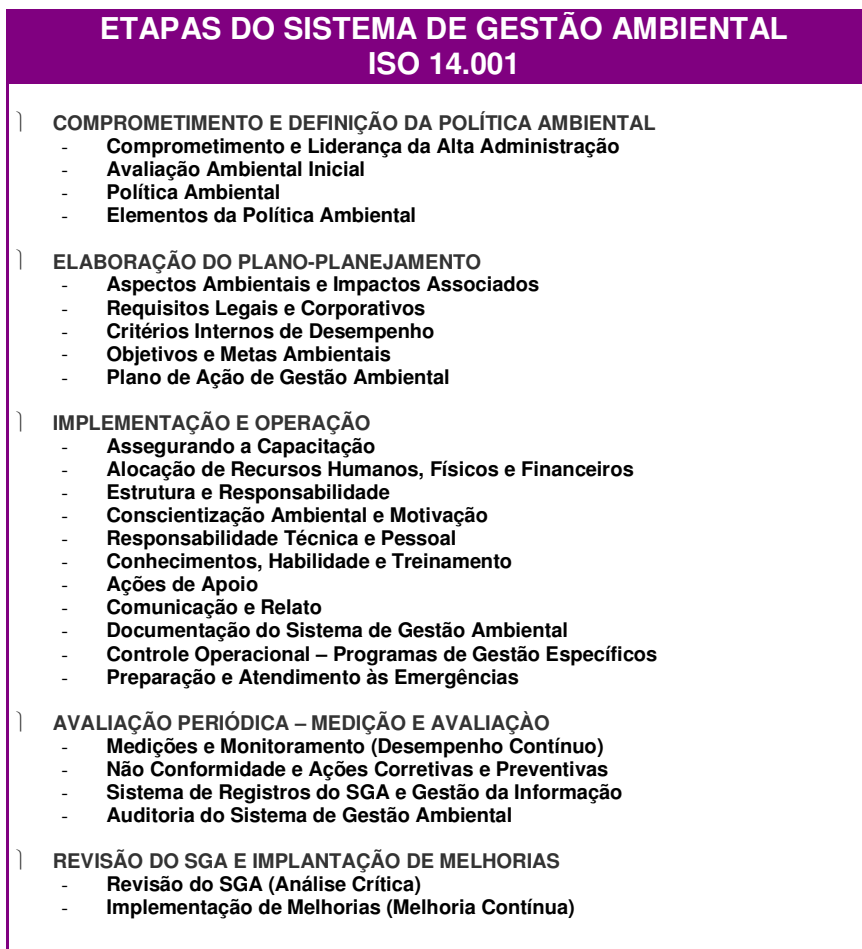 ETAPAS DO SISTEMA DE GESTÃO AMBIENTAL
ISO 14.001
COMPROMETIMENTO E DEFINIÇÃO DA POLÍTICA AMBIENTAL
- Comprometimento e Liderança da Alta Administração
- Avaliação Ambiental Inicial
- Política Ambiental
- Elementos da Política Ambiental
ELABORAÇÃO DO PLANO-PLANEJAMENTO
- Aspectos Ambientais e Impactos Associados
- Requisitos Legais e Corporativos
- Critérios Internos de Desempenho
- Objetivos e Metas Ambientais
- Plano de Ação de Gestão Ambiental
IMPLEMENTAÇÃO E OPERAÇÃO
- Assegurando a Capacitação
- Alocação de Recursos Humanos, Físicos e Financeiros
- Estrutura e Responsabilidade
- Conscientização Ambiental e Motivação
- Responsabilidade Técnica e Pessoal
- Conhecimentos, Habilidade e Treinamento
- Ações de Apoio
- Comunicação e Relato
- Documentação do Sistema de Gestão Ambiental
- Controle Operacional – Programas de Gestão Específicos
- Preparação e Atendimento às Emergências
AVALIAÇÃO PERIÓDICA – MEDIÇÃO E AVALIAÇÀO
- Medições e Monitoramento (Desempenho Contínuo)
- Não Conformidade e Ações Corretivas e Preventivas
- Sistema de Registros do SGA e Gestão da Informação
- Auditoria do Sistema de Gestão Ambiental
REVISÃO DO SGA E IMPLANTAÇÃO DE MELHORIAS
- Revisão do SGA (Análise Crítica)
- Implementação de Melhorias (Melhoria Contínua)